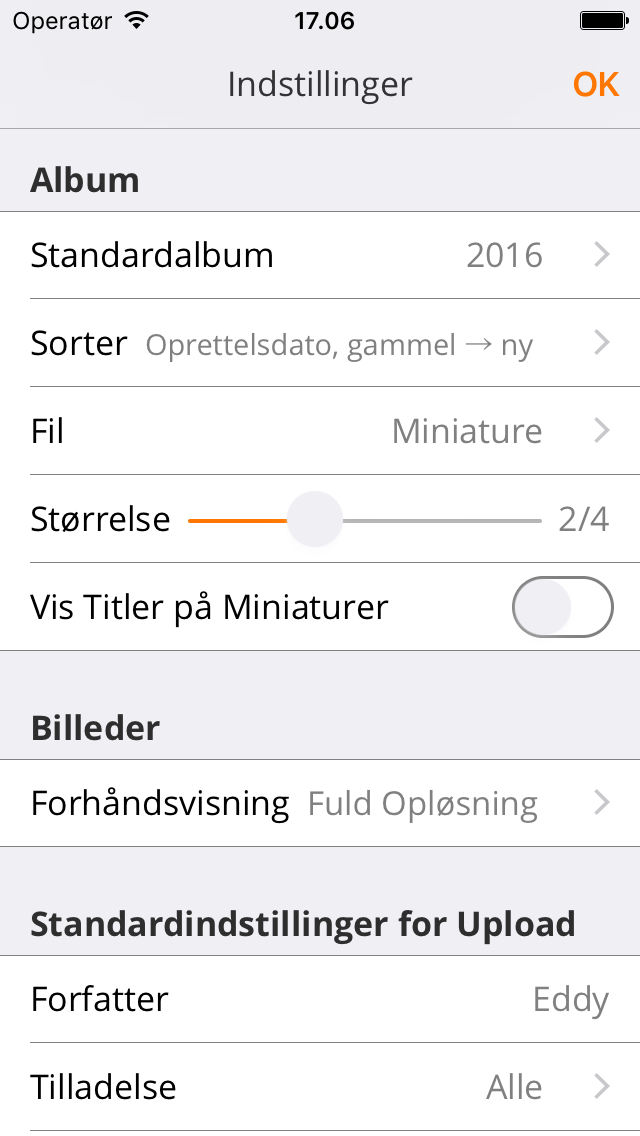 Operatør 17.06
Indstillinger OK
Album
Standardalbum 2016
Sorter Oprettelsdato, gammel → ny
Fil Miniature
Størrelse 2/4
Vis Titler på Miniaturer
Billeder
Forhåndsvisning Fuld Opløsning
Standardindstillinger for Upload
Forfatter Eddy
Tilladelse Alle